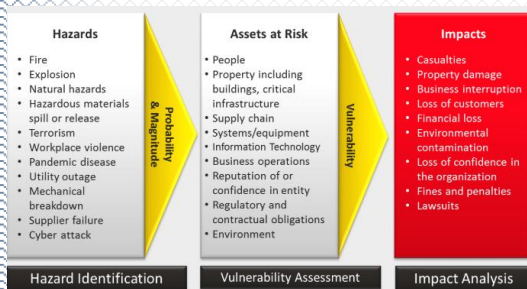 Hazards
• Fire
• Explosion
• Natural hazards
• Hazardous materials
spill or release
• Terrorism
• Workplace violence
• Pandemic disease
• Utility outage
• Mechanical
breakdown
• Supplier failure
• Cyber attack
Probability
& Magnitude
Assets at Risk
• People
• Property including
buildings, critical
infrastructure
• Supply chain
• Systems/equipment
• Information Technology
• Business operations
• Reputation of or
confidence in entity
• Regulatory and
contractual obligations
• Environment
Vulnerability
Impacts
• Casualties
• Property damage
• Business interruption
• Loss of customers
• Financial loss
• Environmental
contamination
• Loss of confidence in
the organization
• Fines and penalties
• Lawsuits
Hazard Identification
Vulnerability Assessment
Impact Analysis